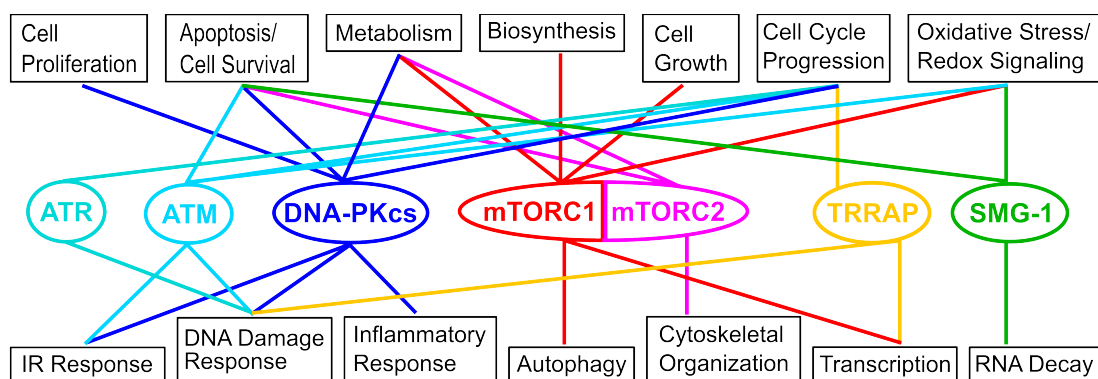 Cell
Proliferation
Apoptosis/
Cell Survival
Metabolism
Biosynthesis
Cell
Growth
Cell Cycle
Progression
Oxidative Stress/
Redox Signaling
ATR
ATM
DNA-PKcs
mTORC1
mTORC2
TRRAP
SMG-1
IR Response
DNA Damage
Response
Inflammatory
Response
Autophagy
Cytoskeletal
Organization
Transcription
RNA Decay